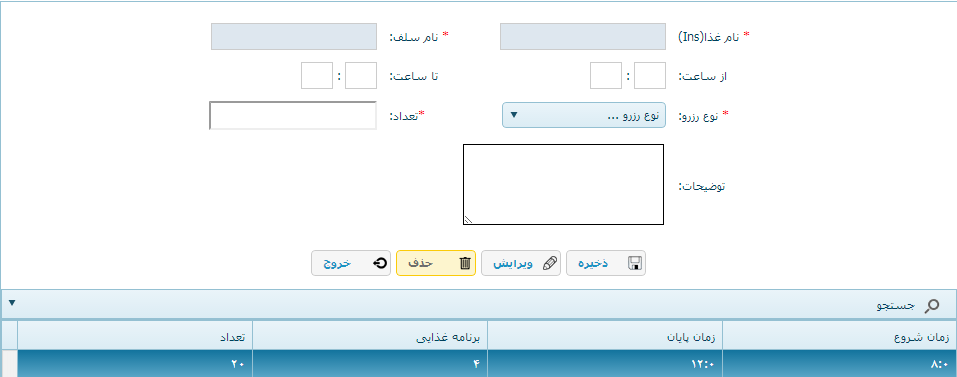 * نام غذا(Ins) * نام سلف:
از ساعت: : تا ساعت: :
* نوع رزرو: نوع رزرو ... *تعداد:
توضیحات:
ذخیره ویرایش حذف خروج
جستجو
زمان شروع زمان پایان برنامه غذایی تعداد
۸:۰ ۱۲:۰ ۴ ۲۰